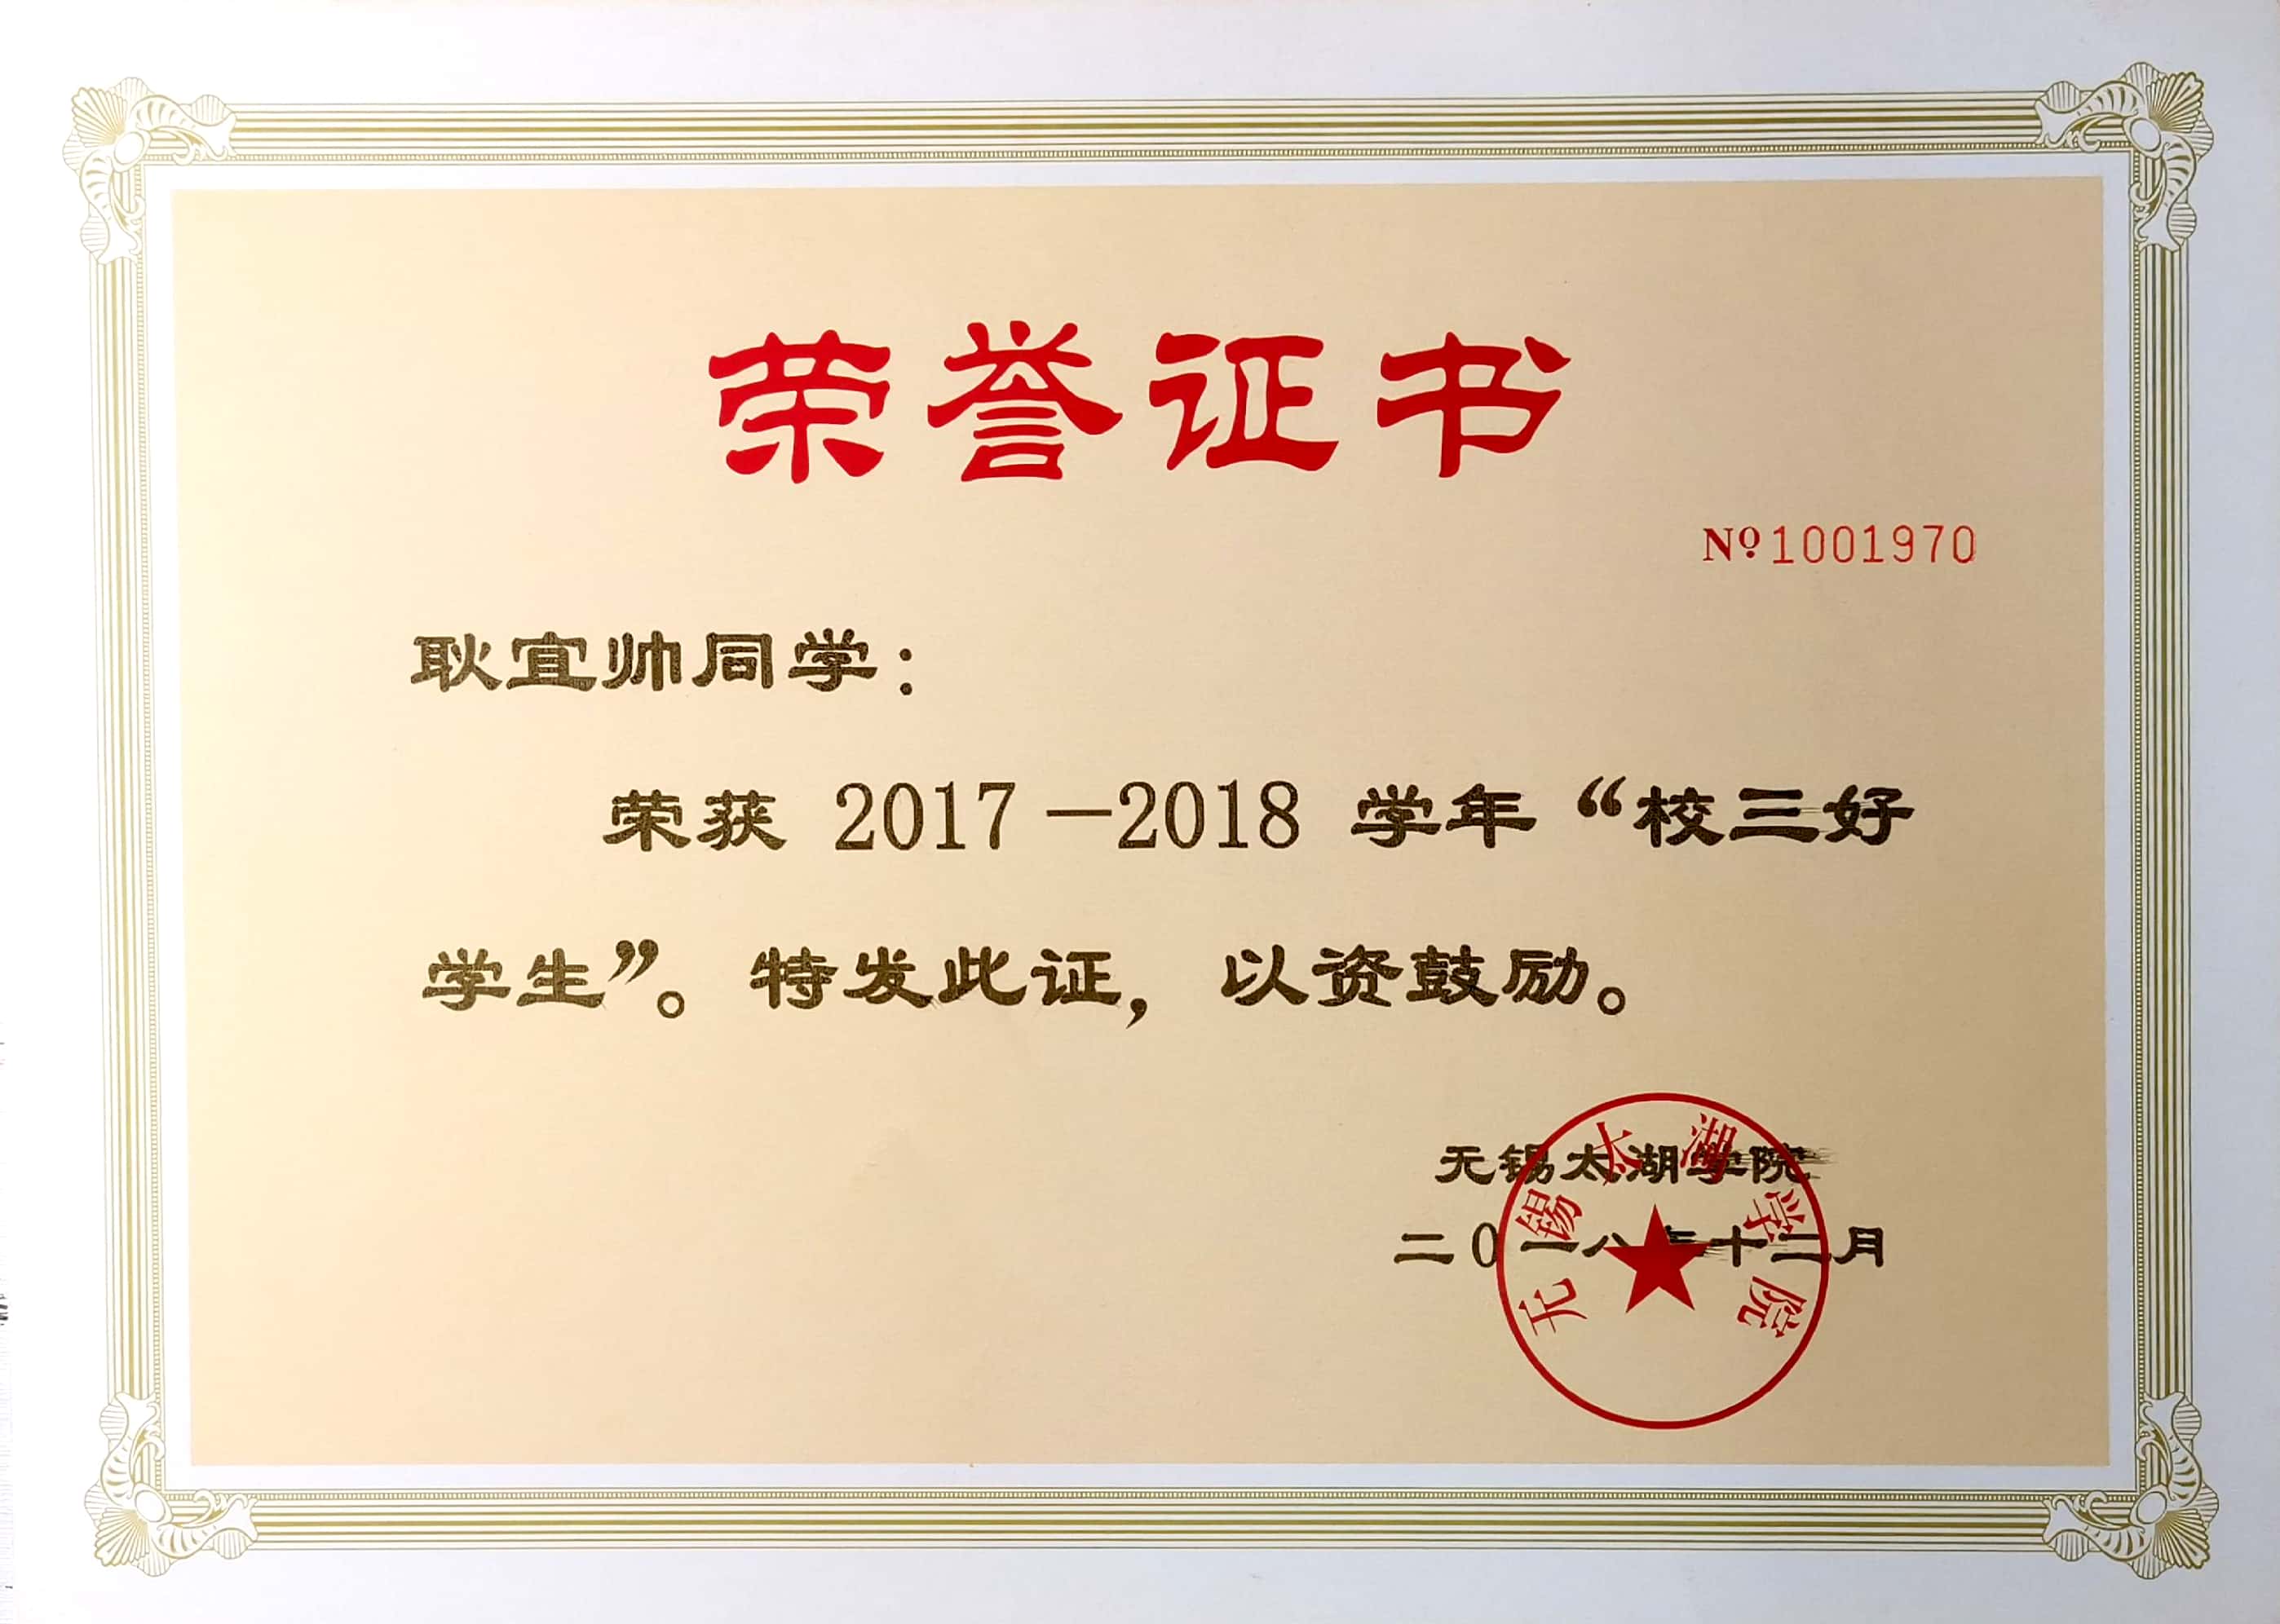 荣誉证书
№1001970
耿宜帅同学：
荣获 2017－2018 学年“校三好
学生”。特发此证，以资鼓励。
无锡太湖学院
二0一八年十二月
无锡太湖学院